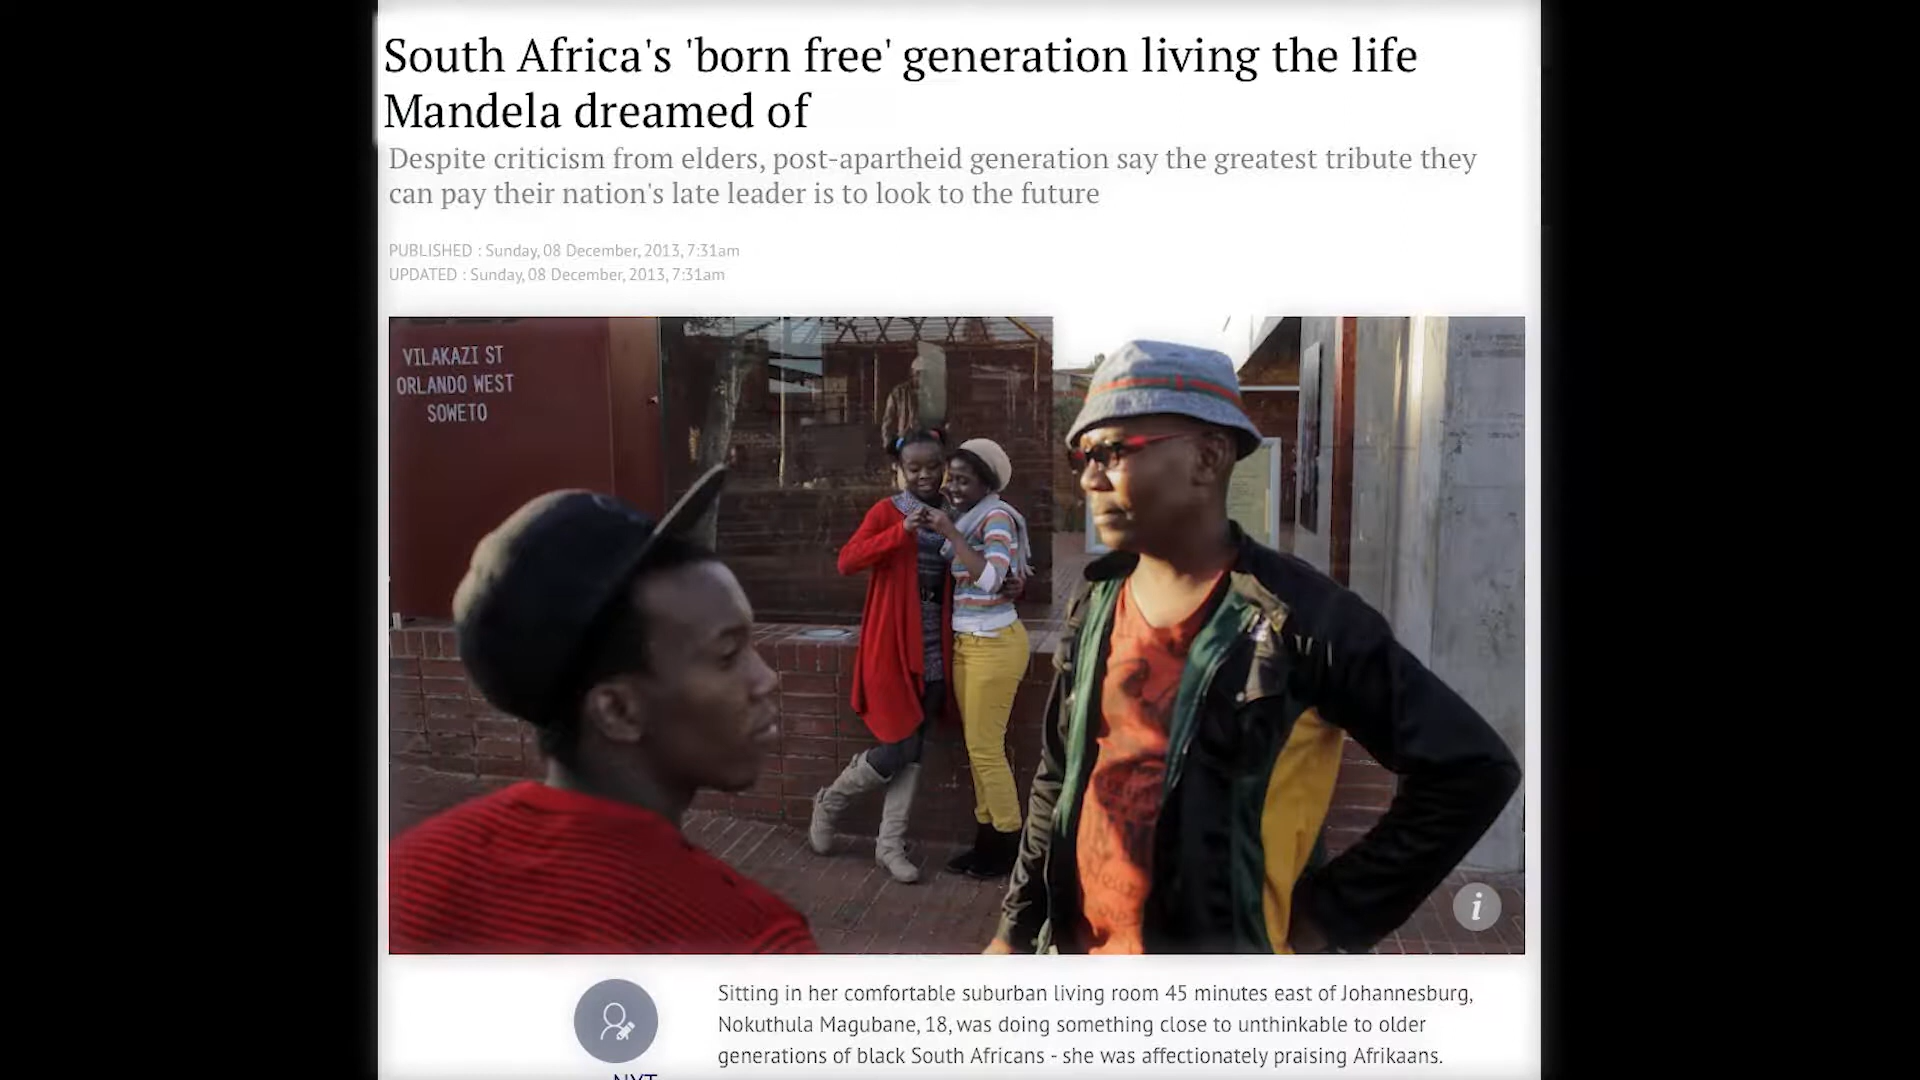 South Africa's 'born free' generation living the life
Mandela dreamed of
Despite criticism from elders, post-apartheid generation say the greatest tribute they
can pay their nation's late leader is to look to the future
PUBLISHED : Sunday, 08 December, 2013, 7:31am
UPDATED : Sunday, 08 December, 2013, 7:31am
VILAKAZI ST
ORLANDO WEST
SOWETO
i
Sitting in her comfortable suburban living room 45 minutes east of Johannesburg,
Nokuthula Magubane, 18, was doing something close to unthinkable to older
generations of black South Africans - she was affectionately praising Afrikaans.
NYT